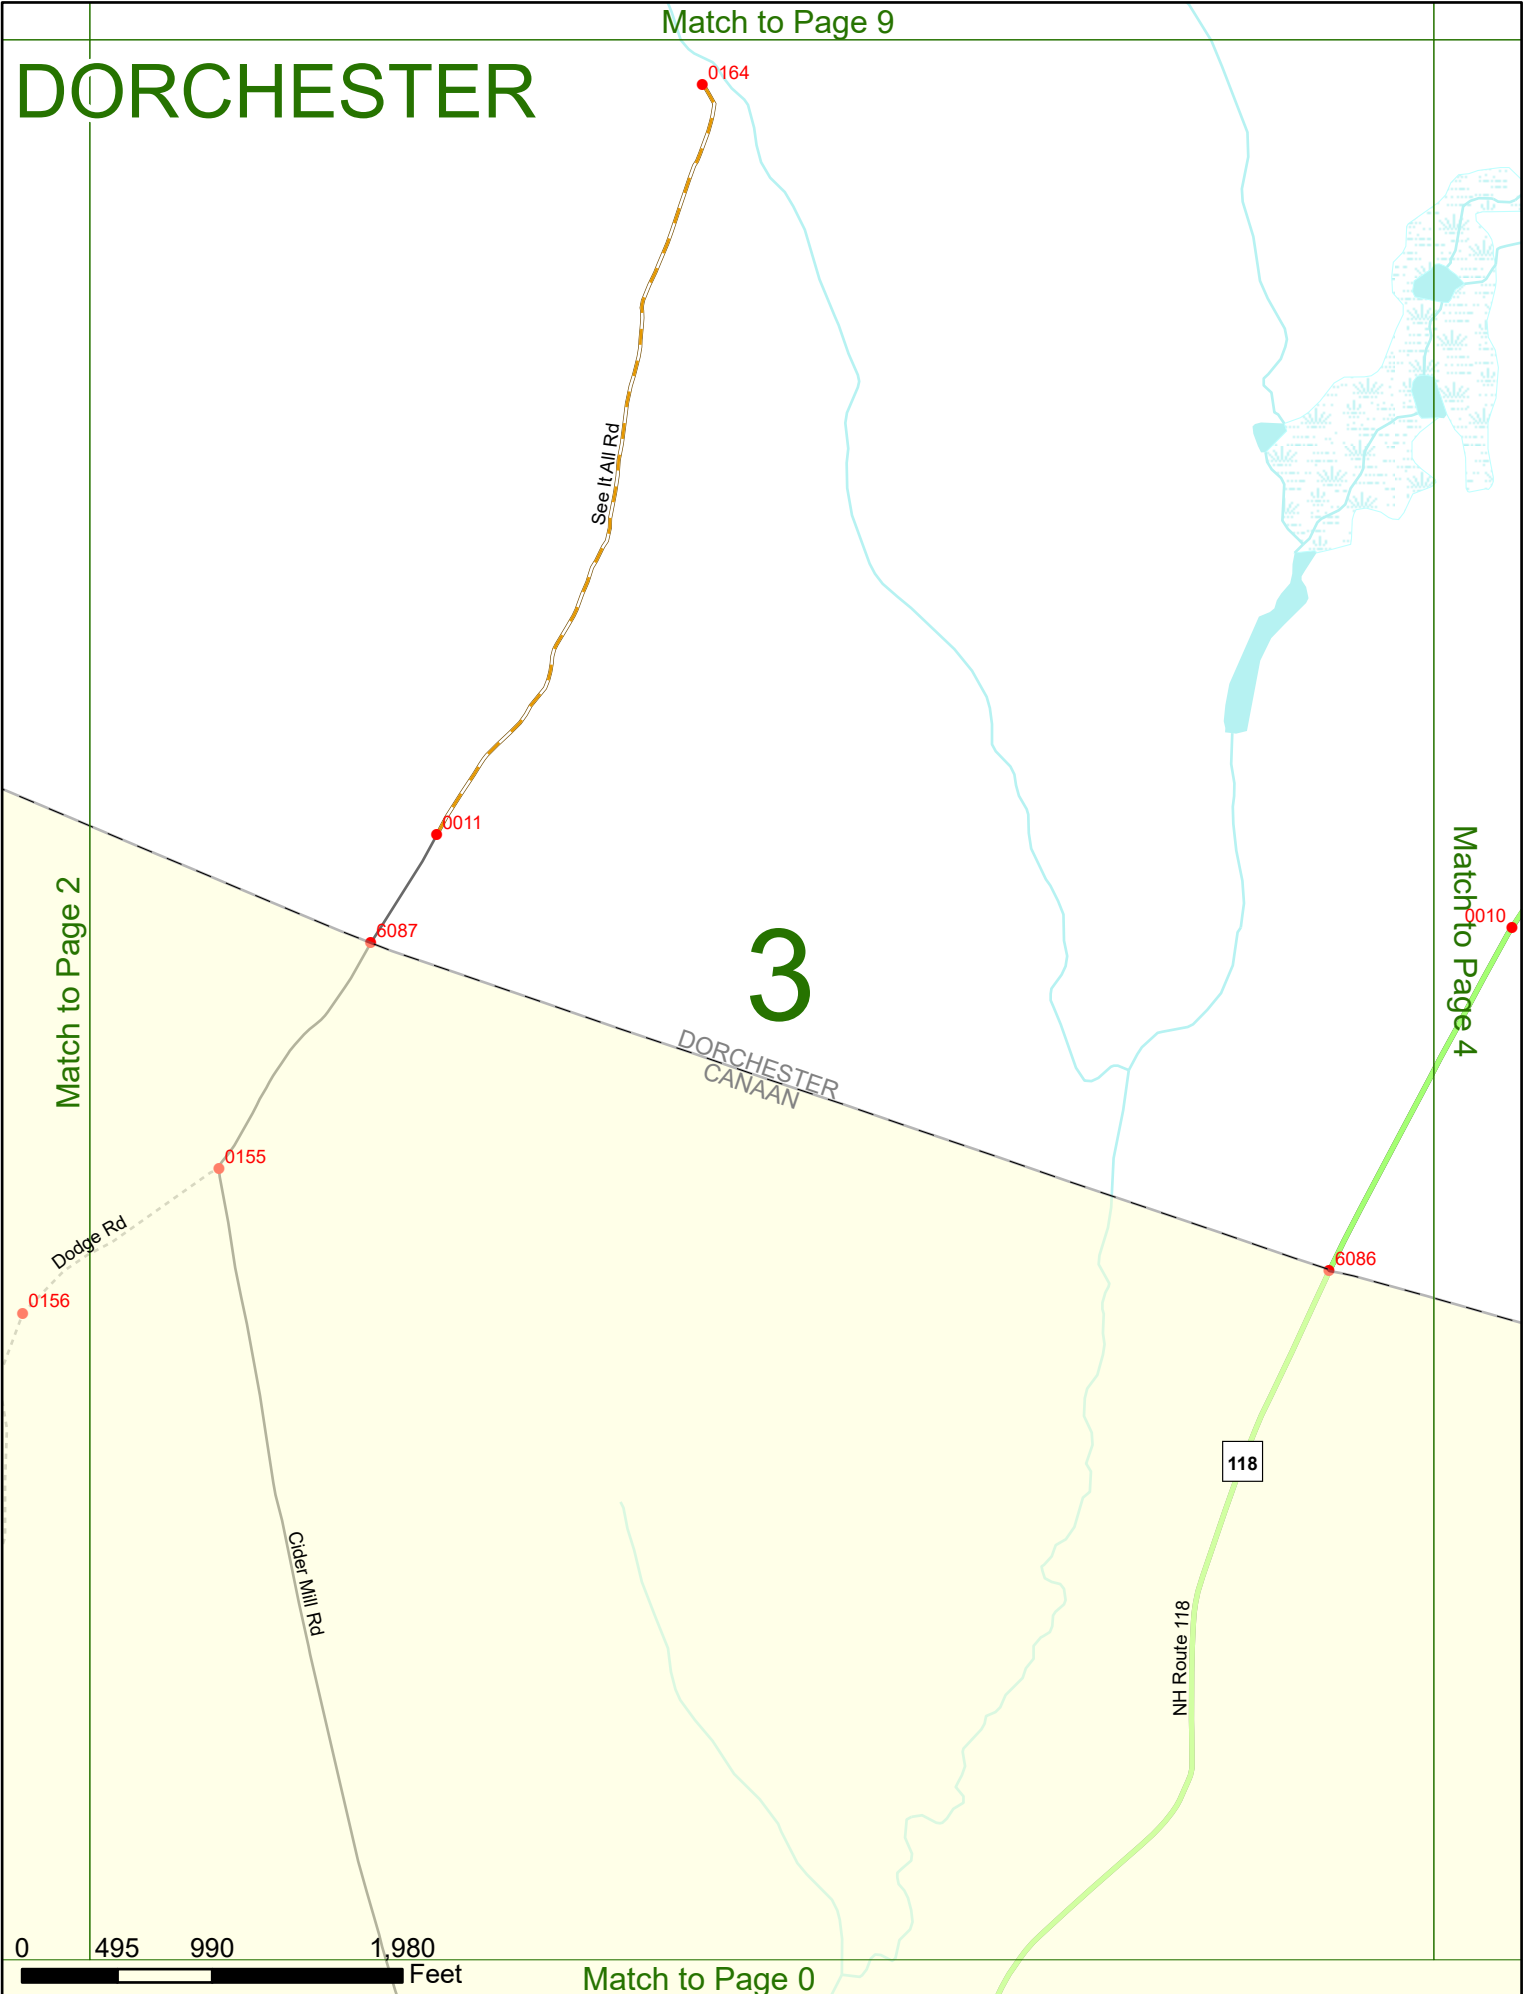 Match to Page 9
DORCHESTER
0164
See It All Rd
0011
6087
Match to Page 2
3
Match to Page 4
0010
DORCHESTER
CANAAN
0155
Dodge Rd
0156
6086
118
Cider Mill Rd
NH Route 118
0 495 990 1,980
Feet
Match to Page 0